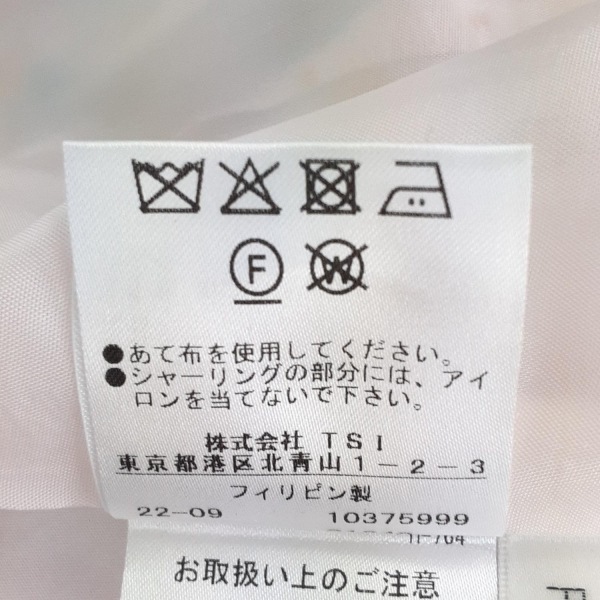 F W
●あて布を使用してください。
●シャーリングの部分には、アイ
ロンを当てないで下さい。
株式会社 TSI
東京都港区北青山1-2-3
フィリピン製
22-09 10375999
お取扱い上のご注意